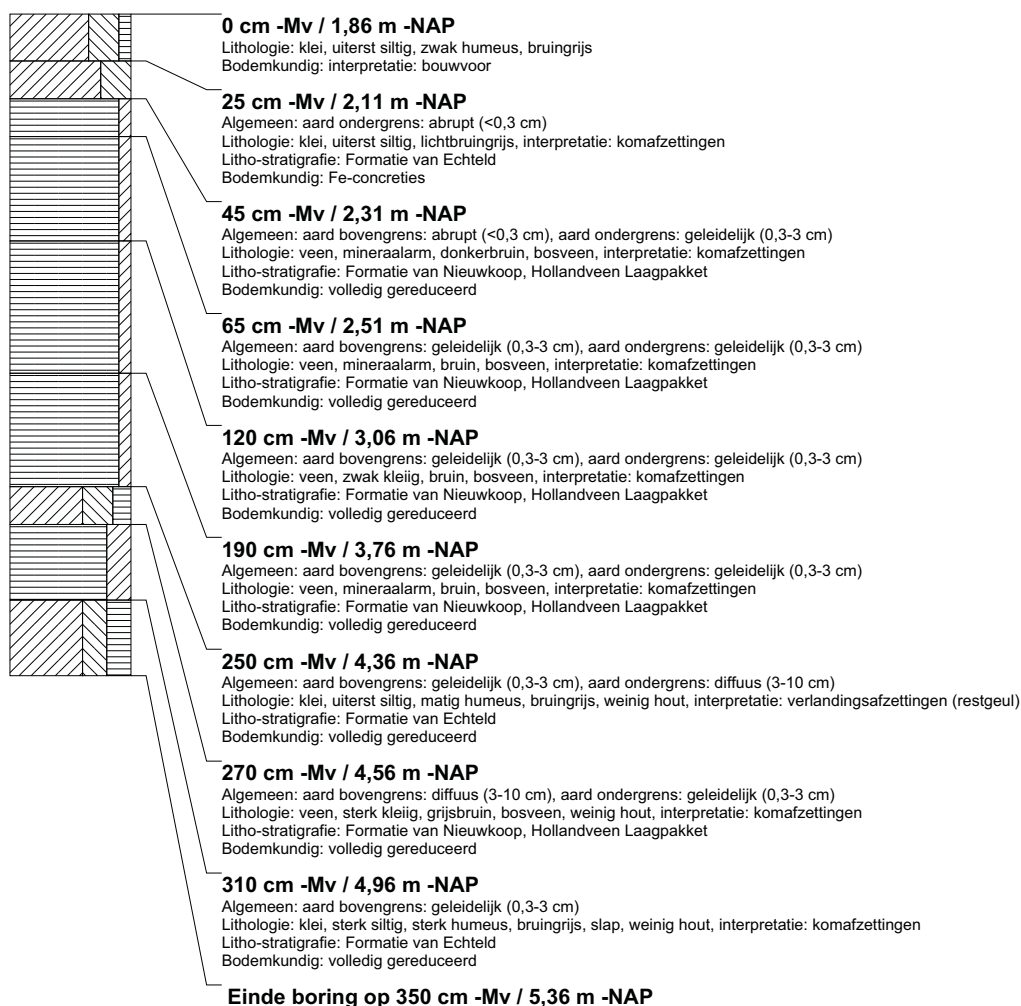 0 cm -Mv / 1,86 m -NAP
Lithologie: klei, uiterst siltig, zwak humeus, bruingrijs
Bodemkundig: interpretatie: bouwvoor
25 cm -Mv / 2,11 m -NAP
Algemeen: aard ondergrens: abrupt (<0,3 cm)
Lithologie: klei, uiterst siltig, lichtbruingrijs, interpretatie: komafzettingen
Litho-stratigrafie: Formatie van Echteld
Bodemkundig: Fe-concreties
45 cm -Mv / 2,31 m -NAP
Algemeen: aard bovengrens: abrupt (<0,3 cm), aard ondergrens: geleidelijk (0,3-3 cm)
Lithologie: veen, mineraalarm, donkerbruin, bosveen, interpretatie: komafzettingen
Litho-stratigrafie: Formatie van Nieuwkoop, Hollandveen Laagpakket
Bodemkundig: volledig gereduceerd
65 cm -Mv / 2,51 m -NAP
Algemeen: aard bovengrens: geleidelijk (0,3-3 cm), aard ondergrens: geleidelijk (0,3-3 cm)
Lithologie: veen, mineraalarm, bruin, bosveen, interpretatie: komafzettingen
Litho-stratigrafie: Formatie van Nieuwkoop, Hollandveen Laagpakket
Bodemkundig: volledig gereduceerd
120 cm -Mv / 3,06 m -NAP
Algemeen: aard bovengrens: geleidelijk (0,3-3 cm), aard ondergrens: geleidelijk (0,3-3 cm)
Lithologie: veen, zwak kleiig, bruin, bosveen, interpretatie: komafzettingen
Litho-stratigrafie: Formatie van Nieuwkoop, Hollandveen Laagpakket
Bodemkundig: volledig gereduceerd
190 cm -Mv / 3,76 m -NAP
Algemeen: aard bovengrens: geleidelijk (0,3-3 cm), aard ondergrens: geleidelijk (0,3-3 cm)
Lithologie: veen, mineraalarm, bruin, bosveen, interpretatie: komafzettingen
Litho-stratigrafie: Formatie van Nieuwkoop, Hollandveen Laagpakket
Bodemkundig: volledig gereduceerd
250 cm -Mv / 4,36 m -NAP
Algemeen: aard bovengrens: geleidelijk (0,3-3 cm), aard ondergrens: diffuus (3-10 cm)
Lithologie: klei, uiterst siltig, matig humeus, bruingrijs, weinig hout, interpretatie: verlandingsafzettingen (restgeul)
Litho-stratigrafie: Formatie van Echteld
Bodemkundig: volledig gereduceerd
270 cm -Mv / 4,56 m -NAP
Algemeen: aard bovengrens: diffuus (3-10 cm), aard ondergrens: geleidelijk (0,3-3 cm)
Lithologie: veen, sterk kleiig, grijsbruin, bosveen, weinig hout, interpretatie: komafzettingen
Litho-stratigrafie: Formatie van Nieuwkoop, Hollandveen Laagpakket
Bodemkundig: volledig gereduceerd
310 cm -Mv / 4,96 m -NAP
Algemeen: aard bovengrens: geleidelijk (0,3-3 cm)
Lithologie: klei, sterk siltig, sterk humeus, bruingrijs, slap, weinig hout, interpretatie: komafzettingen
Litho-stratigrafie: Formatie van Echteld
Bodemkundig: volledig gereduceerd
Einde boring op 350 cm -Mv / 5,36 m -NAP